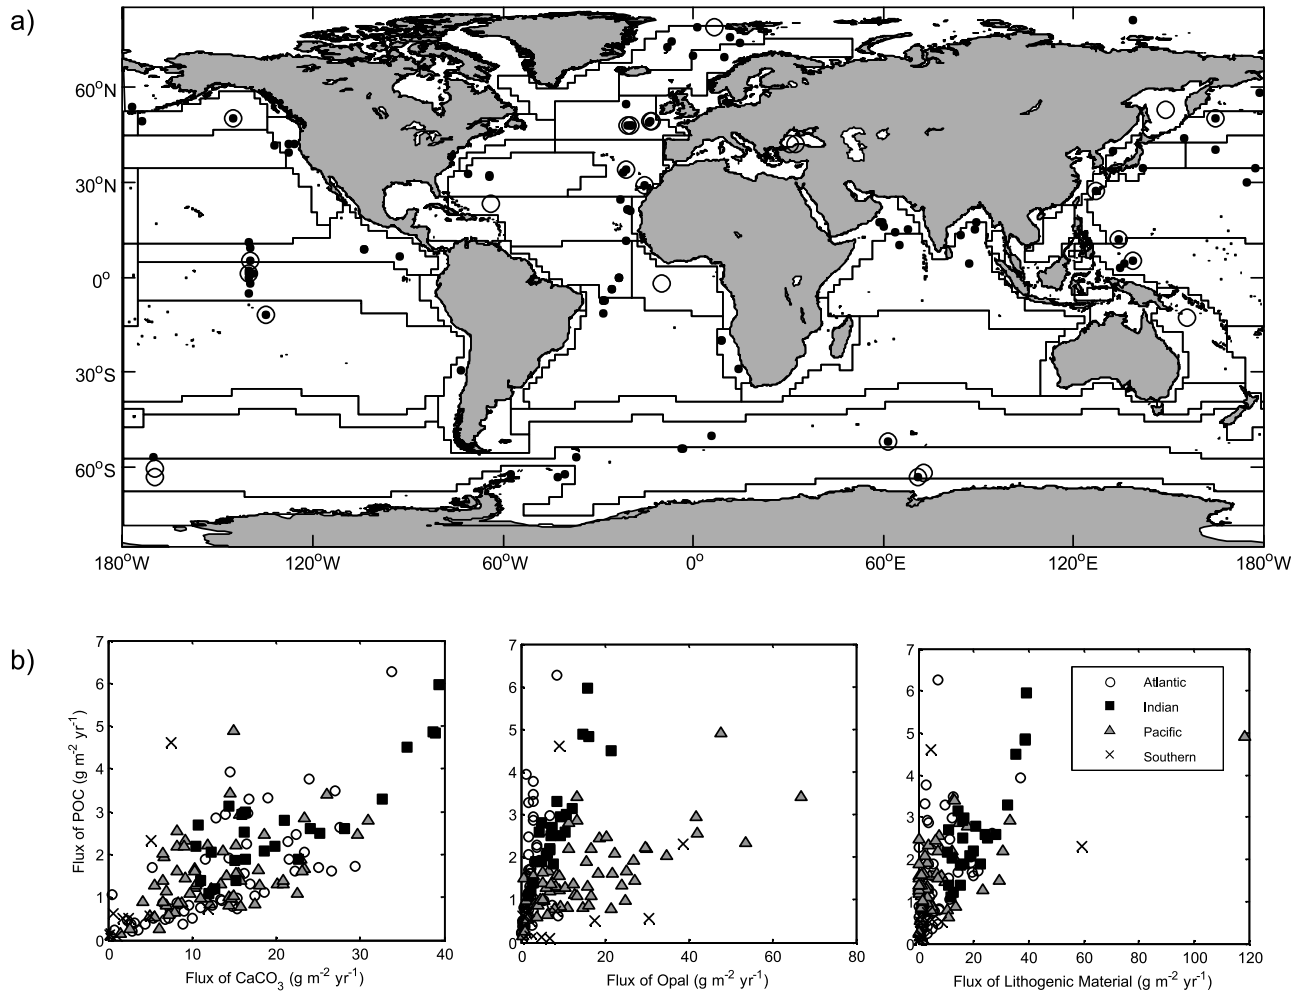 a)
60°N
30°N
0°
30°S
60°S
180°W 120°W 60°W 0° 60°E 120°E 180°W
b)
7
6
5
4
3
2
1
0
Flux of POC (g m-2 yr-1)
0 10 20 30 40
Flux of CaCO3 (g m-2 yr-1)
7
6
5
4
3
2
1
0
0 20 40 60 80
Flux of Opal (g m-2 yr-1)
7
6
5
4
3
2
1
0
0 20 40 60 80 100 120
Flux of Lithogenic Material (g m-2 yr-1)
Atlantic
Indian
Pacific
Southern